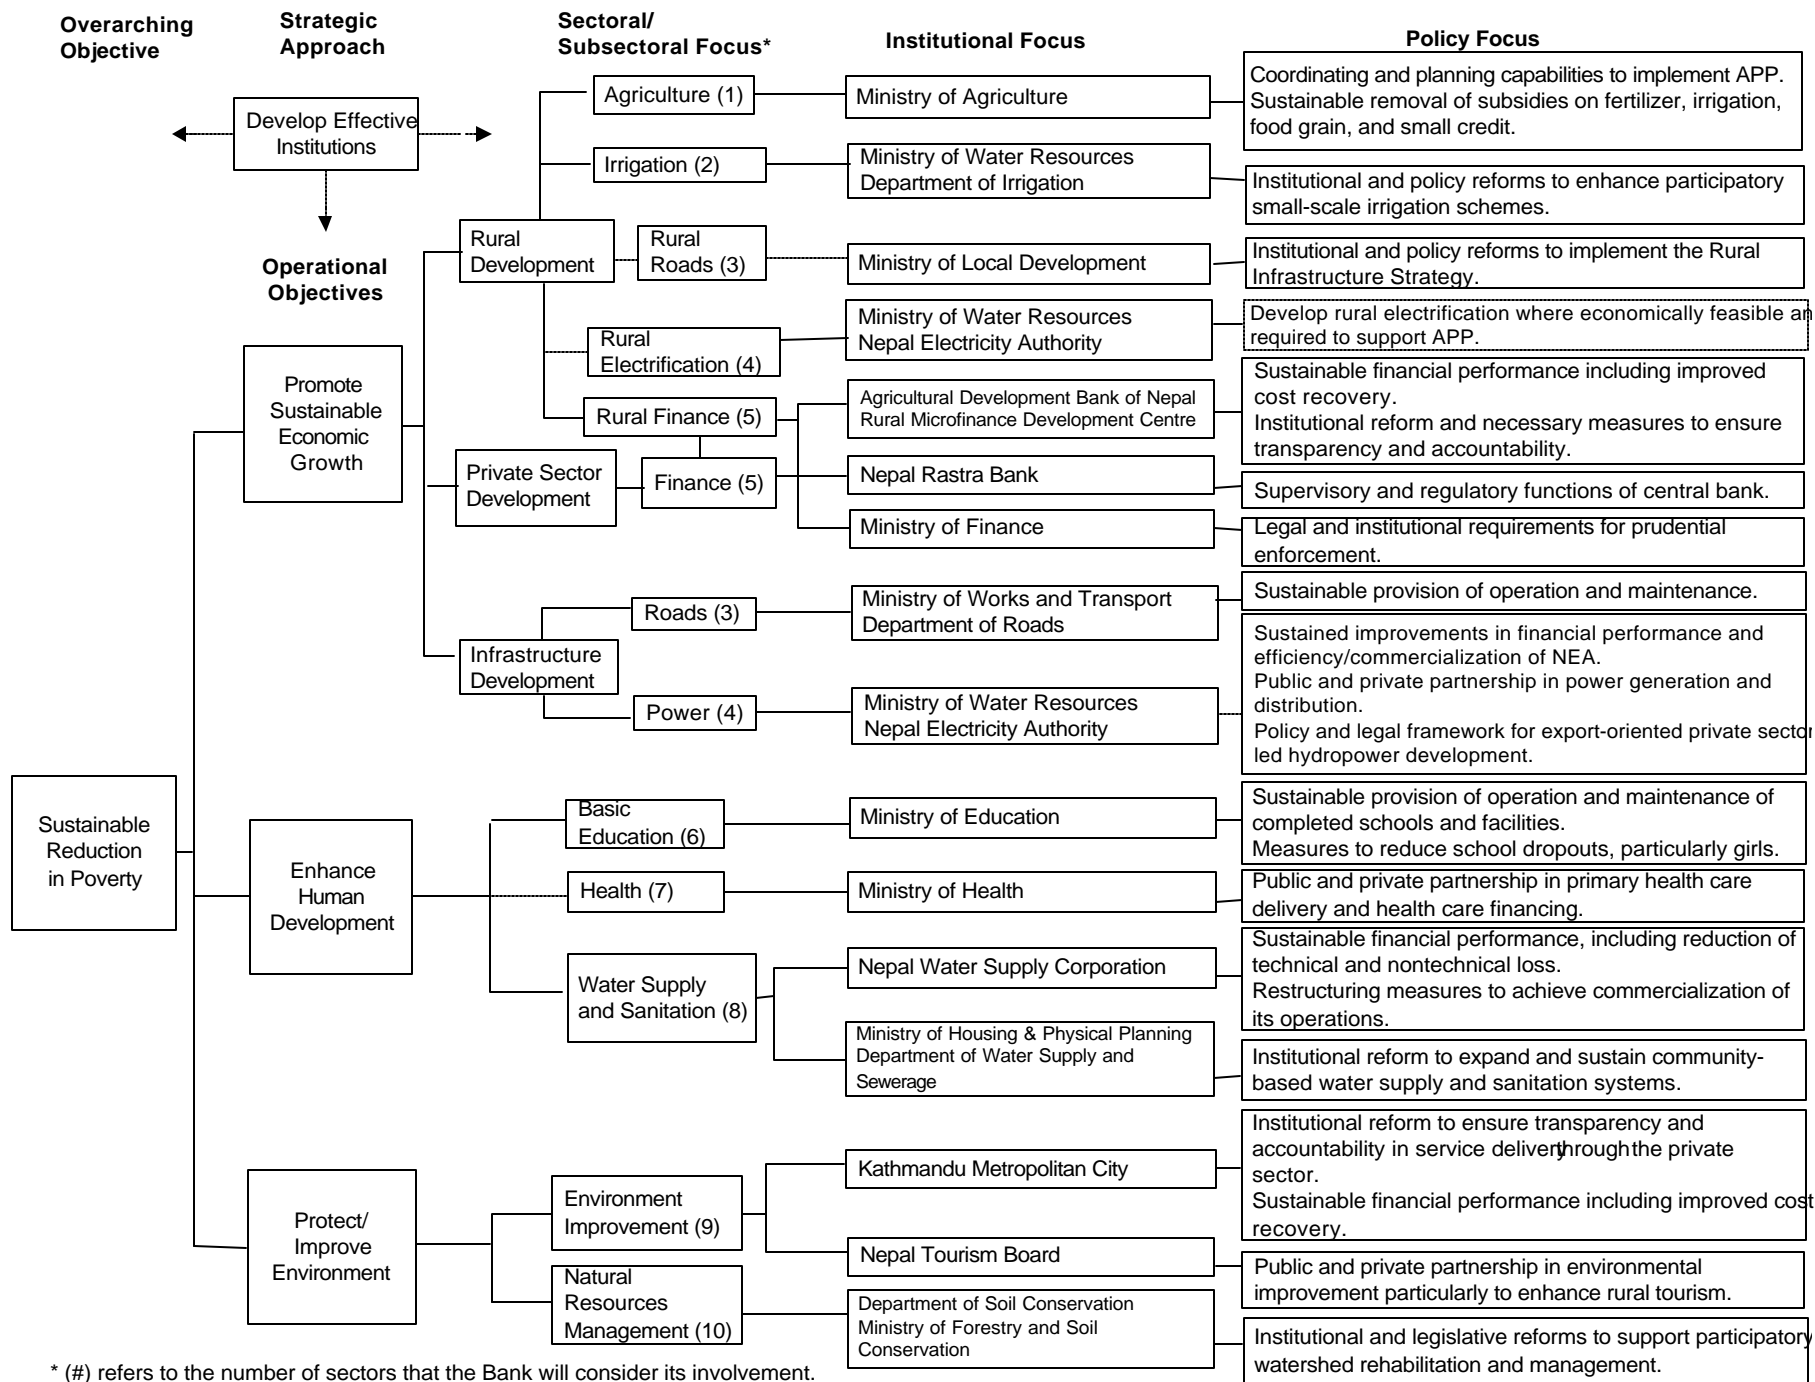 Overarching
Objective
Strategic
Approach
Sectoral/
Subsectoral Focus*
Institutional Focus
Policy Focus
Develop Effective
Institutions
Operational
Objectives
Sustainable
Reduction
in Poverty
Promote
Sustainable
Economic
Growth
Rural
Development
Agriculture (1)
Ministry of Agriculture
Coordinating and planning capabilities to implement APP.
Sustainable removal of subsidies on fertilizer, irrigation,
food grain, and small credit.
Irrigation (2)
Ministry of Water Resources
Department of Irrigation
Institutional and policy reforms to enhance participatory
small-scale irrigation schemes.
Rural
Roads (3)
Ministry of Local Development
Institutional and policy reforms to implement the Rural
Infrastructure Strategy.
Rural
Electrification (4)
Ministry of Water Resources
Nepal Electricity Authority
Develop rural electrification where economically feasible an
required to support APP.
Rural Finance (5)
Agricultural Development Bank of Nepal
Rural Microfinance Development Centre
Sustainable financial performance including improved
cost recovery.
Institutional reform and necessary measures to ensure
transparency and accountability.
Private Sector
Development
Finance (5)
Nepal Rastra Bank
Supervisory and regulatory functions of central bank.
Ministry of Finance
Legal and institutional requirements for prudential
enforcement.
Infrastructure
Development
Roads (3)
Ministry of Works and Transport
Department of Roads
Sustainable provision of operation and maintenance.
Power (4)
Ministry of Water Resources
Nepal Electricity Authority
Sustained improvements in financial performance and
efficiency/commercialization of NEA.
Public and private partnership in power generation and
distribution.
Policy and legal framework for export-oriented private sector
led hydropower development.
Enhance
Human
Development
Basic
Education (6)
Ministry of Education
Sustainable provision of operation and maintenance of
completed schools and facilities.
Measures to reduce school dropouts, particularly girls.
Health (7)
Ministry of Health
Public and private partnership in primary health care
delivery and health care financing.
Water Supply
and Sanitation (8)
Nepal Water Supply Corporation
Sustainable financial performance, including reduction of
technical and nontechnical loss.
Restructuring measures to achieve commercialization of
its operations.
Ministry of Housing & Physical Planning
Department of Water Supply and
Sewerage
Institutional reform to expand and sustain community-
based water supply and sanitation systems.
Protect/
Improve
Environment
Environment
Improvement (9)
Kathmandu Metropolitan City
Institutional reform to ensure transparency and
accountability in service delivery through the private
sector.
Sustainable financial performance including improved cost
recovery.
Nepal Tourism Board
Public and private partnership in environmental
improvement particularly to enhance rural tourism.
Natural
Resources
Management (10)
Department of Soil Conservation
Ministry of Forestry and Soil
Conservation
Institutional and legislative reforms to support participatory
watershed rehabilitation and management.
* (#) refers to the number of sectors that the Bank will consider its involvement.